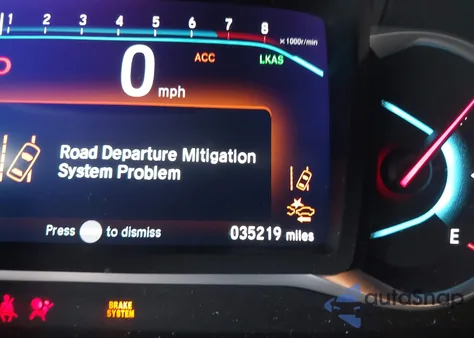 1 2 3 4 5 6 7 8
x1000r/min
ACC LKAS
0 mph
Road Departure Mitigation
System Problem
Press to dismiss
035219 miles
E
BRAKE
SYSTEM
autoSnap